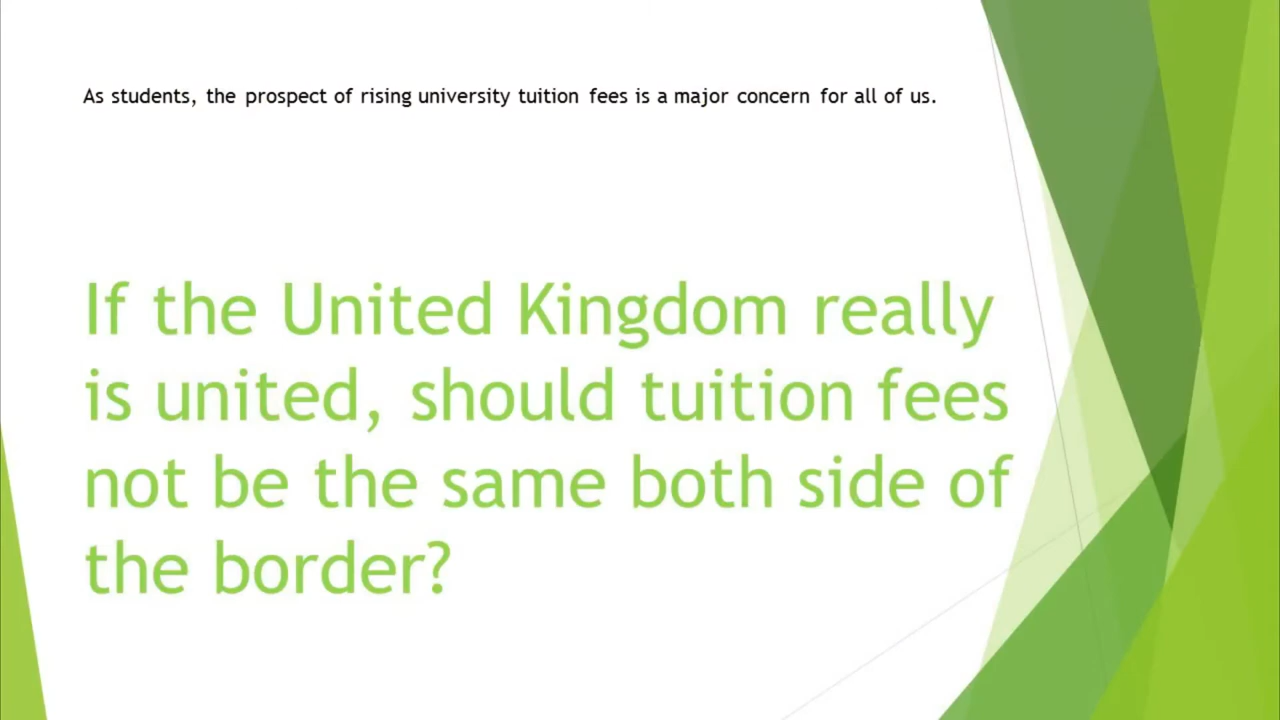 As students, the prospect of rising university tuition fees is a major concern for all of us.
If the United Kingdom really
is united, should tuition fees
not be the same both side of
the border?